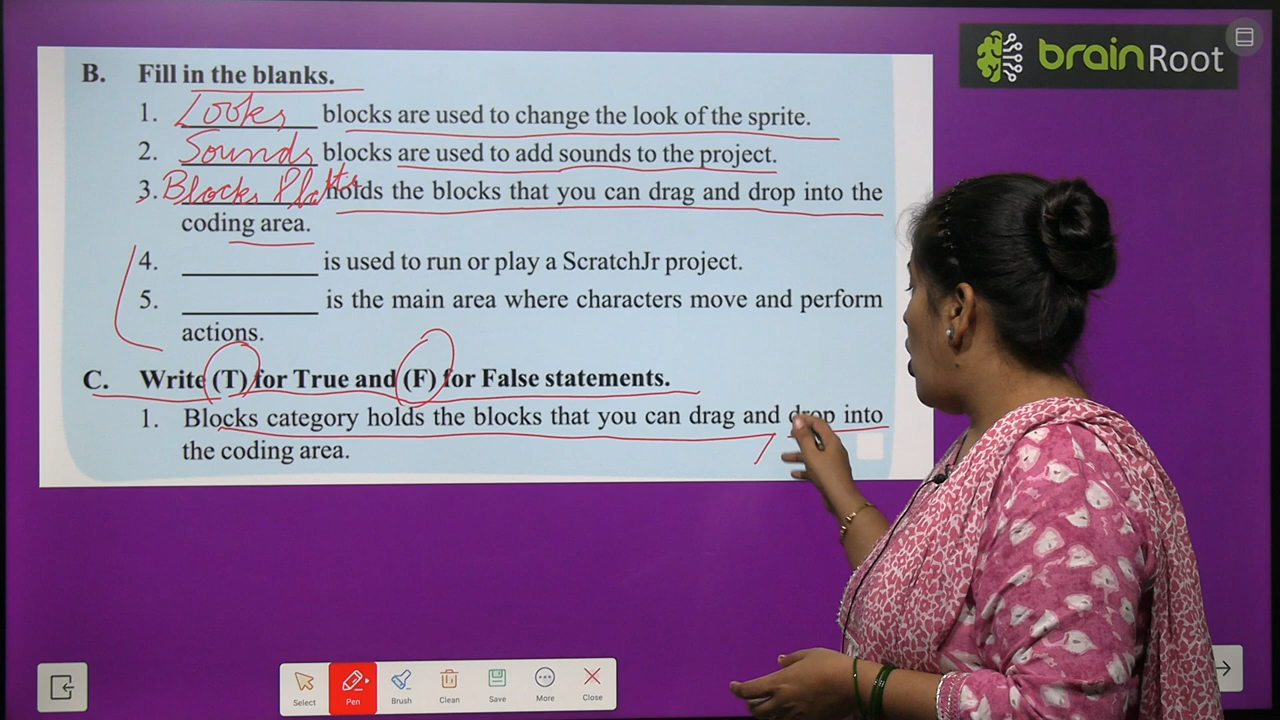 brainRoot
B. Fill in the blanks.
1. Looks blocks are used to change the look of the sprite.
2. Sounds blocks are used to add sounds to the project.
3. Blocks holds the blocks that you can drag and drop into the
coding area.
4. ____________ is used to run or play a ScratchJr project.
5. ____________ is the main area where characters move and perform
actions.
C. Write (T) for True and (F) for False statements.
1. Blocks category holds the blocks that you can drag and drop into
the coding area.
Select Pen Brush Clean Save More Close